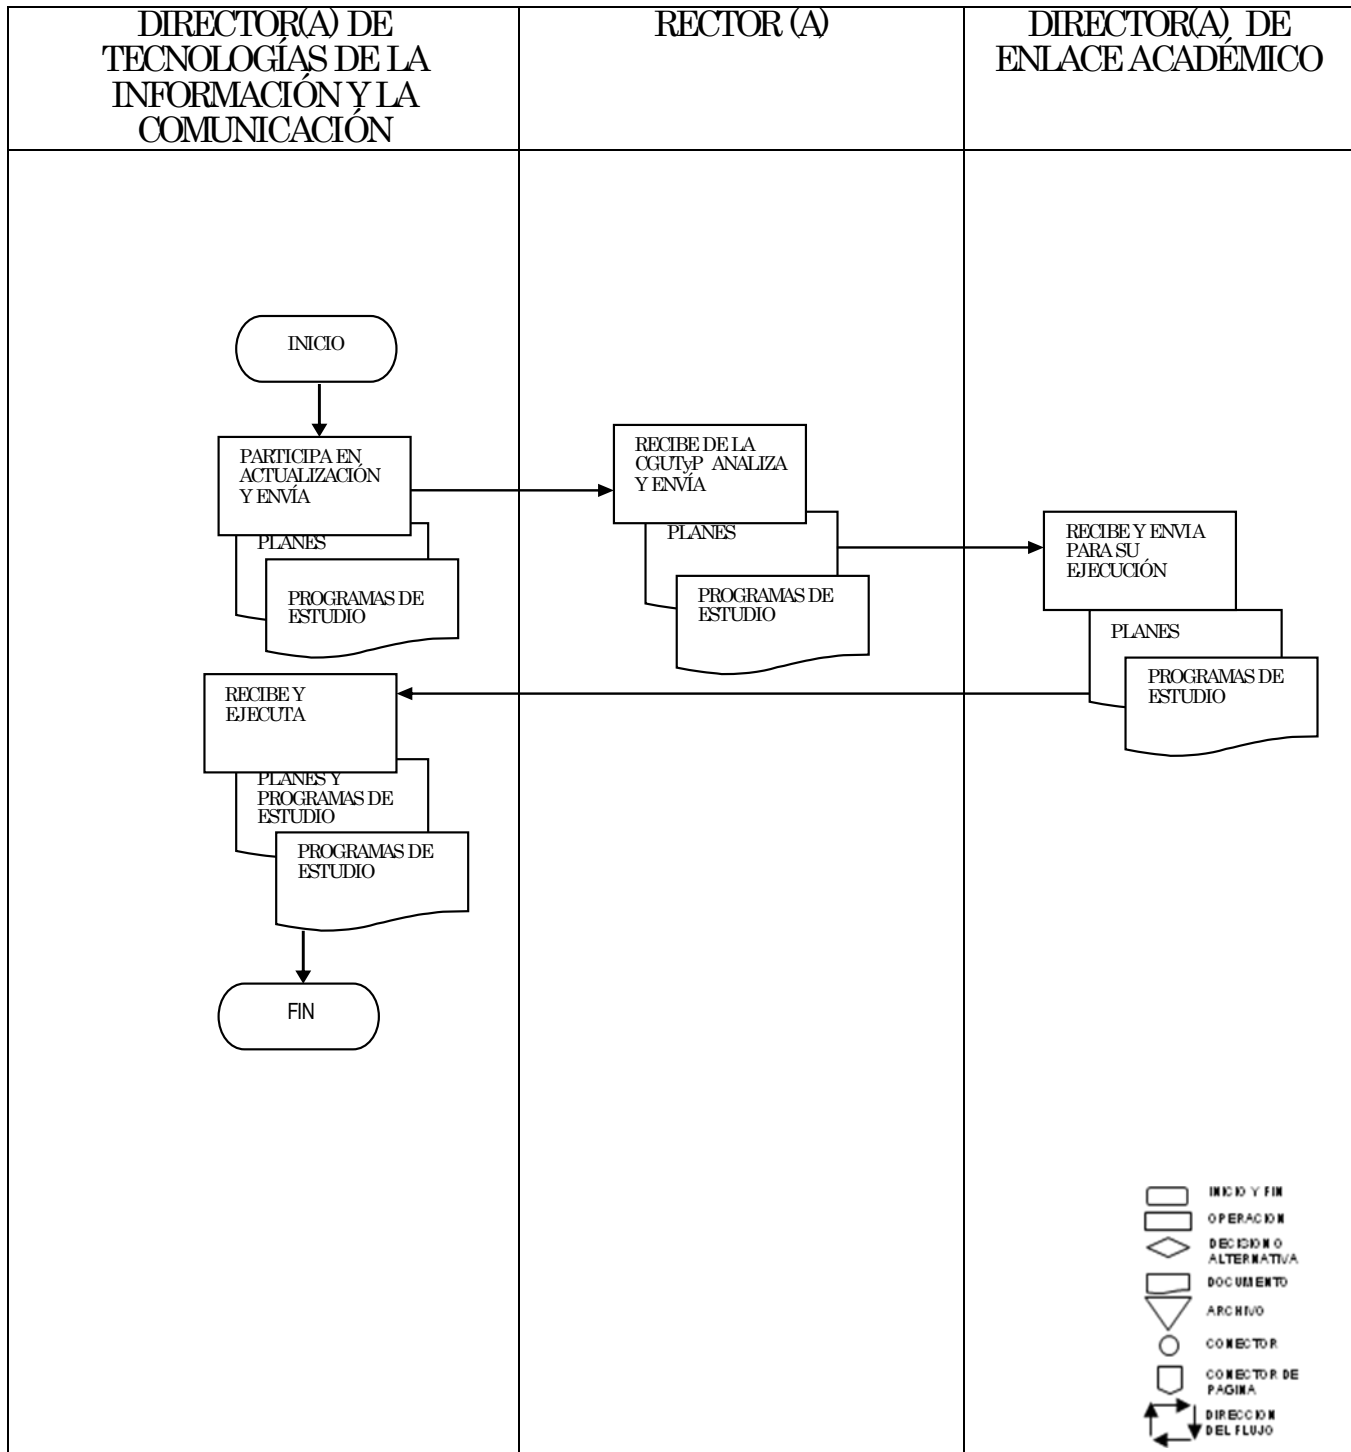 DIRECTOR(A) DE
TECNOLOGÍAS DE LA
INFORMACIÓN Y LA
COMUNICACIÓN
RECTOR (A)
DIRECTOR(A) DE
ENLACE ACADÉMICO
INICIO
PARTICIPA EN
ACTUALIZACIÓN
Y ENVÍA
PLANES
PROGRAMAS DE
ESTUDIO
RECIBE DE LA
CGUTyP ANALIZA
Y ENVÍA
PLANES
PROGRAMAS DE
ESTUDIO
RECIBE Y ENVIA
PARA SU
EJECUCIÓN
PLANES
PROGRAMAS DE
ESTUDIO
RECIBE Y
EJECUTA
PLANES Y
PROGRAMAS DE
ESTUDIO
PROGRAMAS DE
ESTUDIO
FIN
INICIO Y FIN
OPERACION
DECISION O
ALTERNATIVA
DOCUMENTO
ARCHIVO
CONECTOR
CONECTOR DE
PAGINA
DIRECCION
DEL FLUJO